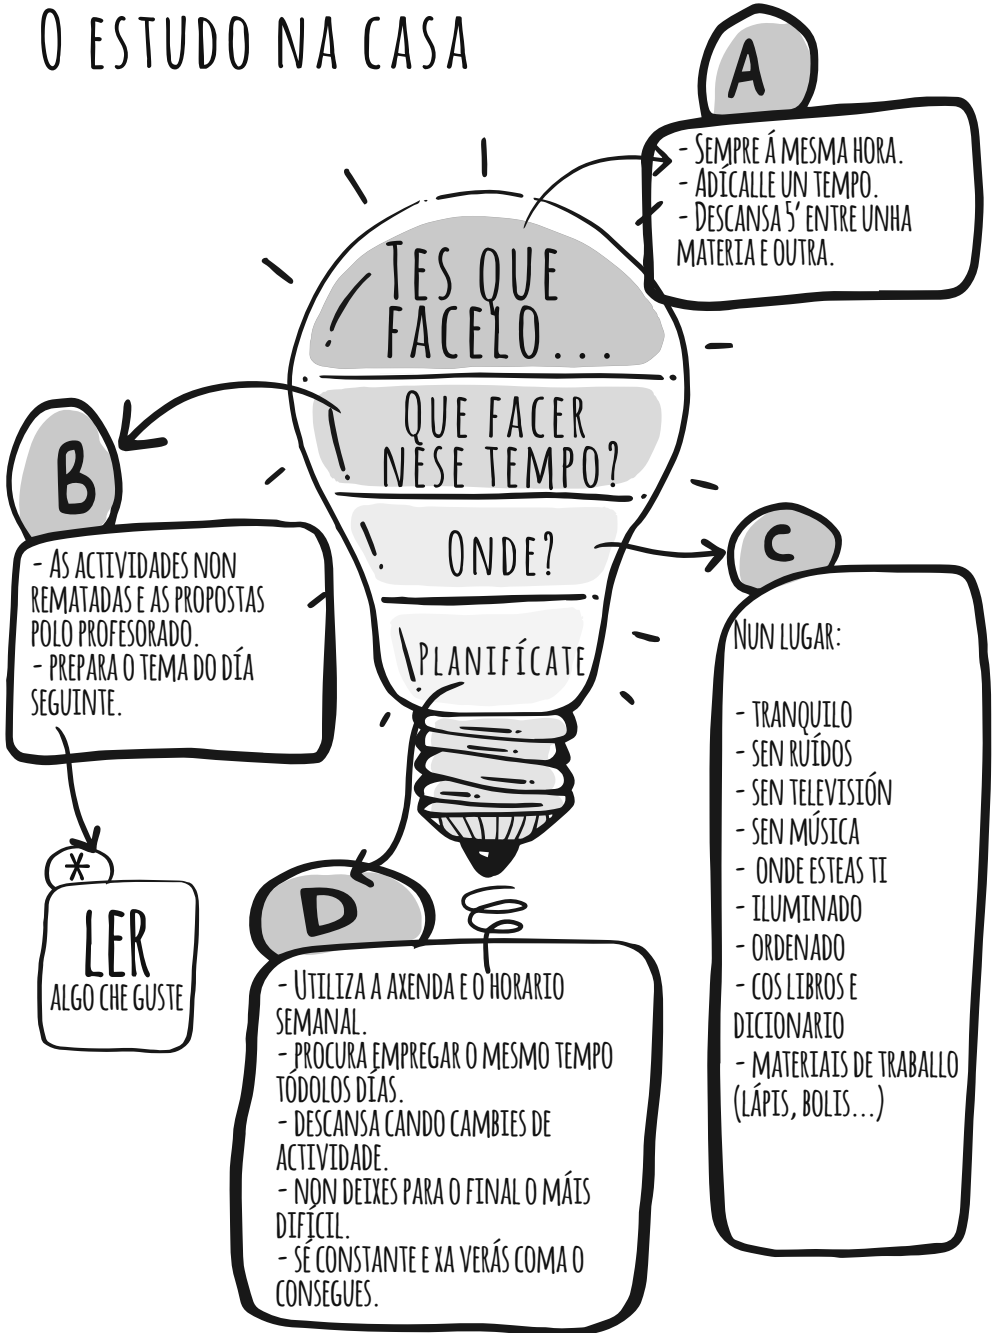 O ESTUDO NA CASA
A
- SEMPRE Á MESMA HORA.
- ADÍCALLE UN TEMPO.
- DESCANSA 5' ENTRE UNHA
MATERIA E OUTRA.
TES QUE
FACELO...
QUE FACER
NESE TEMPO?
ONDE?
PLANIFÍCATE
B
- AS ACTIVIDADES NON
REMATADAS E AS PROPOSTAS
POLO PROFESORADO.
- PREPARA O TEMA DO DÍA
SEGUINTE.
*
LER
ALGO CHE GUSTE
C
NUN LUGAR:
- TRANQUILO
- SEN RUÍDOS
- SEN TELEVISIÓN
- SEN MÚSICA
- ONDE ESTEAS TI
- ILUMINADO
- ORDENADO
- COS LIBROS E
DICIONARIO
- MATERIAIS DE TRABALLO
(LÁPIS, BOLIS...)
D
- UTILIZA A AXENDA E O HORARIO
SEMANAL.
- PROCURA EMPREGAR O MESMO TEMPO
TÓDOLOS DÍAS.
- DESCANSA CANDO CAMBIES DE
ACTIVIDADE.
- NON DEIXES PARA O FINAL O MÁIS
DIFÍCIL.
- SÉ CONSTANTE E XA VERÁS COMA O
CONSEGUES.